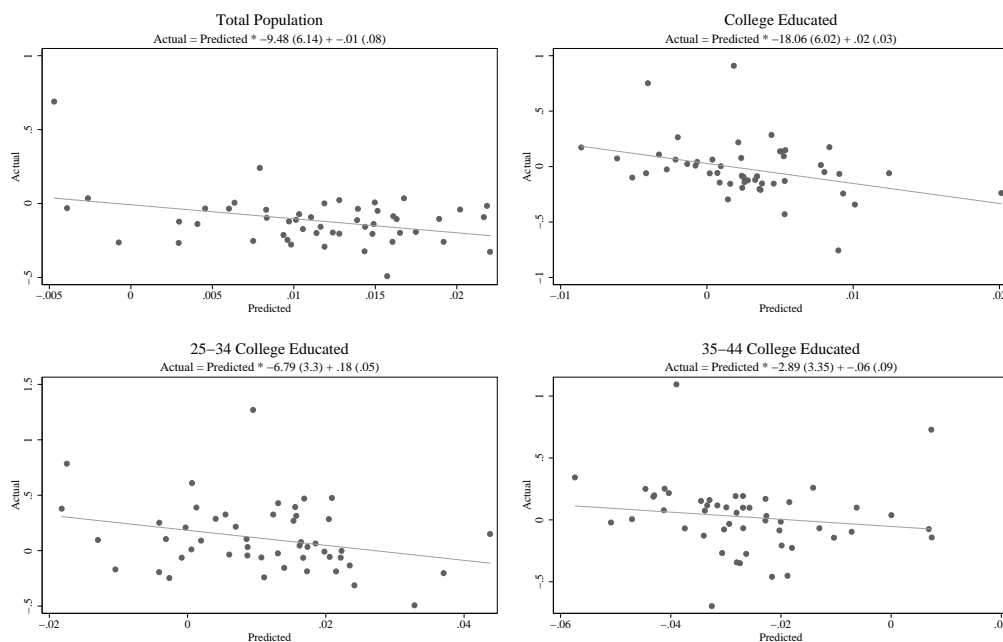 Total Population
Actual = Predicted * −9.48 (6.14) + −.01 (.08)
1
.5
0
−.5
Actual
−.005
0
.005
.01
.015
.02
Predicted
College Educated
Actual = Predicted * −18.06 (6.02) + .02 (.03)
1
.5
0
−.5
−1
Actual
−.01
0
.01
.02
Predicted
25−34 College Educated
Actual = Predicted * −6.79 (3.3) + .18 (.05)
1.5
1
.5
0
−.5
Actual
−.02
0
.02
.04
Predicted
35−44 College Educated
Actual = Predicted * −2.89 (3.35) + −.06 (.09)
1
.5
0
−.5
Actual
−.06
−.04
−.02
0
.02
Predicted